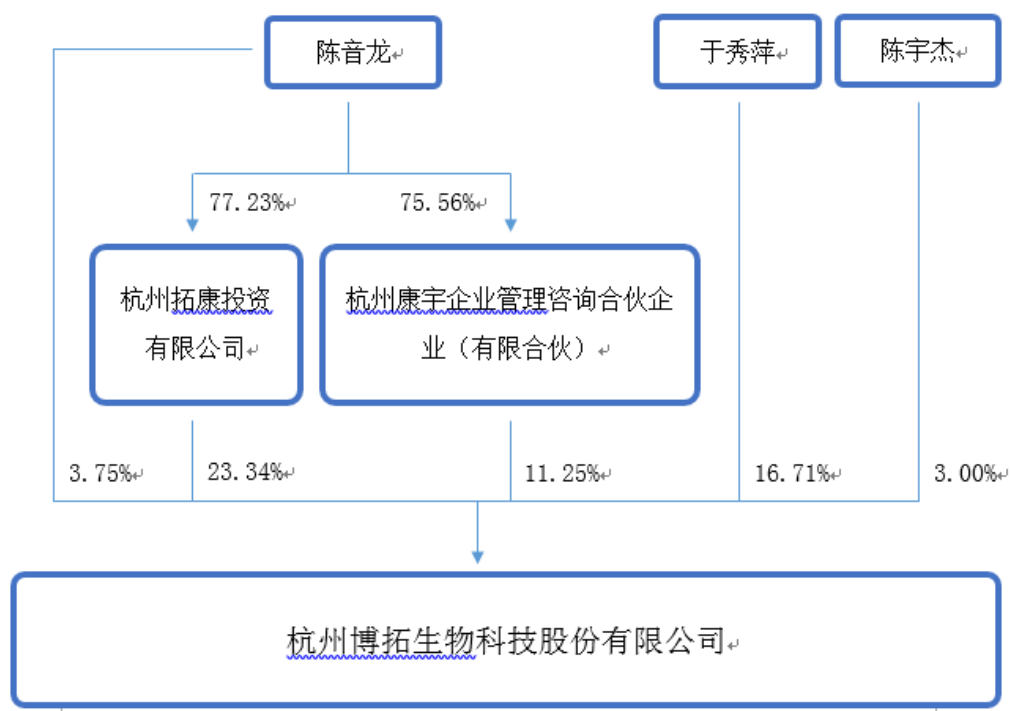 陈音龙
于秀萍
陈宇杰
77.23%
75.56%
杭州拓康投资
有限公司
杭州康宇企业管理咨询合伙企
业（有限合伙）
3.75%
23.34%
11.25%
16.71%
3.00%
杭州博拓生物科技股份有限公司